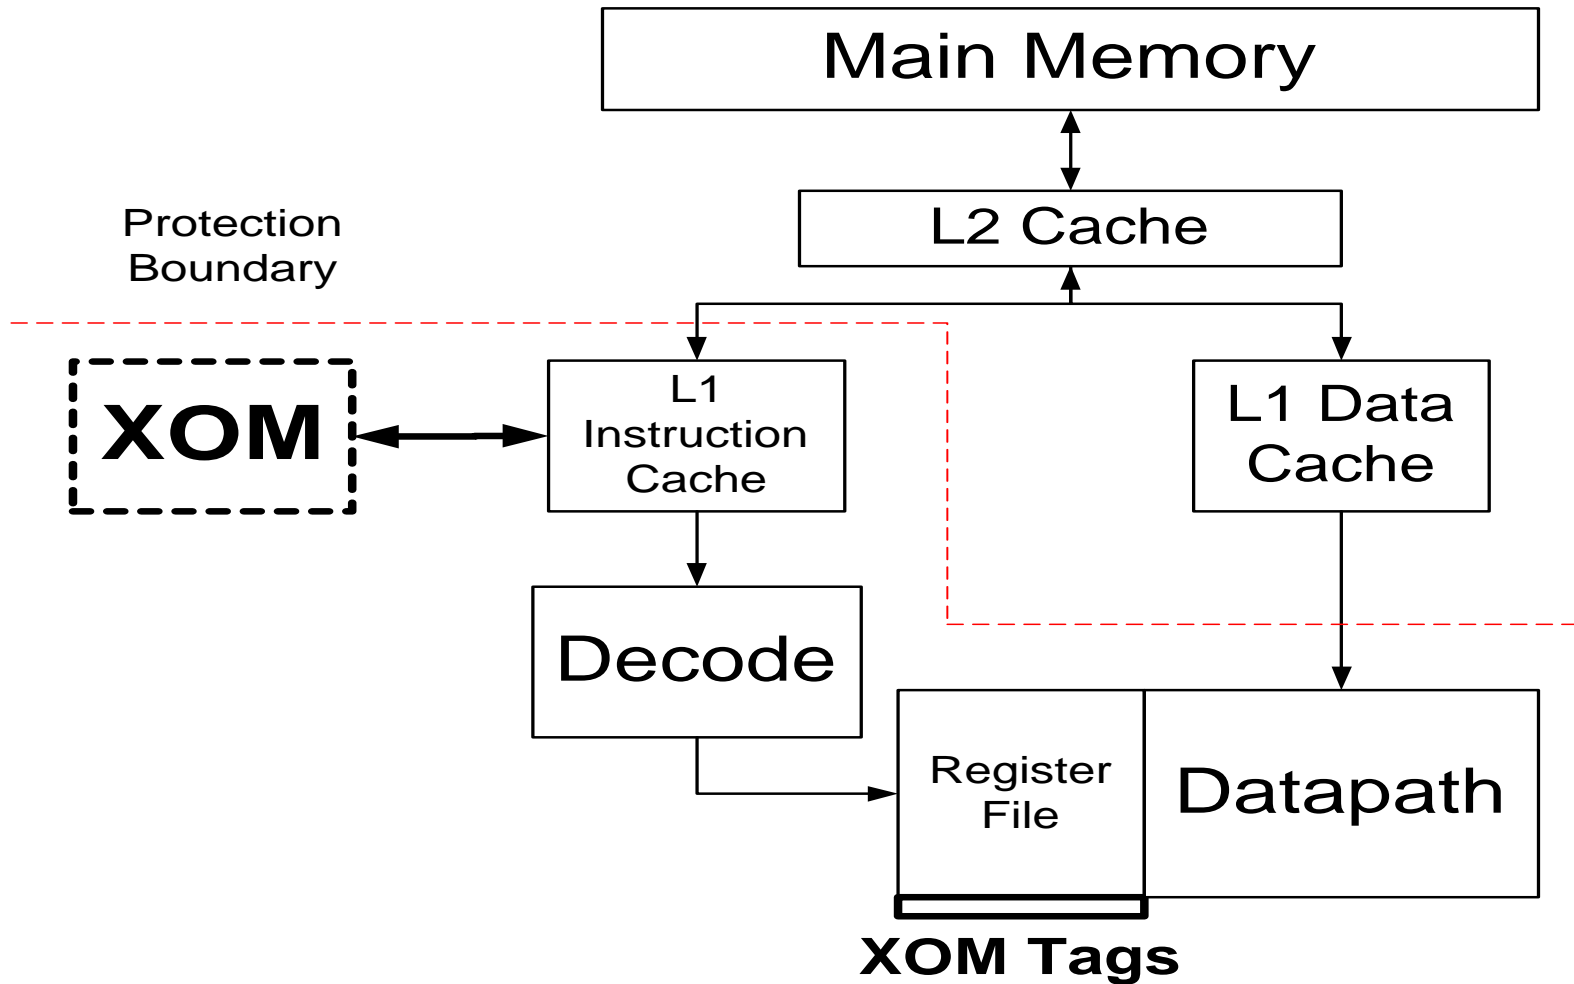 Main Memory
L2 Cache
Protection
Boundary
XOM
L1
Instruction
Cache
L1 Data
Cache
Decode
Register
File
Datapath
XOM Tags